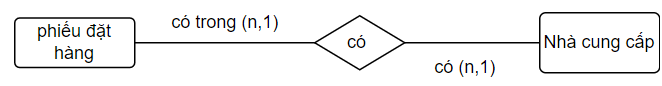 phiếu đặt
hàng
có trong (n,1)
có
có (n,1)
Nhà cung cấp